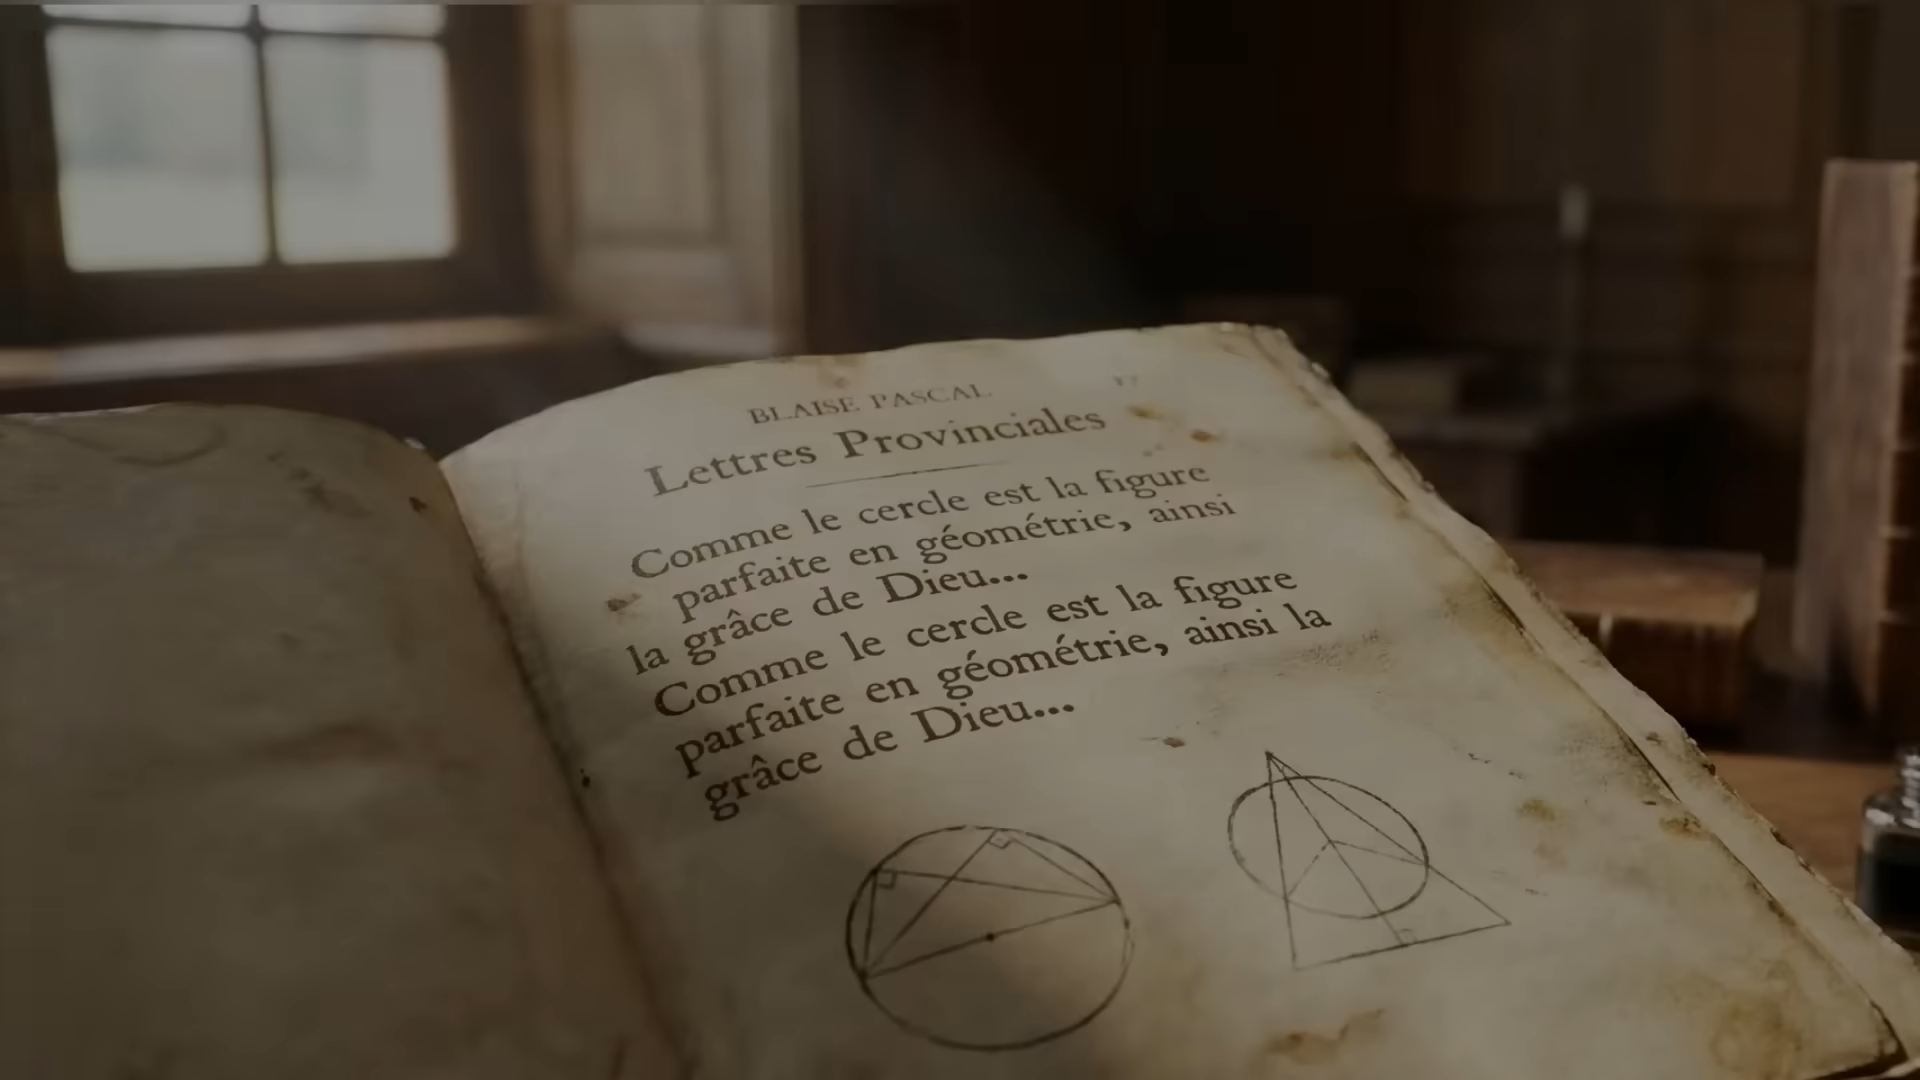 BLAISE PASCAL
Lettres Provinciales
Comme le cercle est la figure
parfaite en géométrie, ainsi
la grâce de Dieu...
Comme le cercle est la figure
parfaite en géométrie, ainsi la
grâce de Dieu...